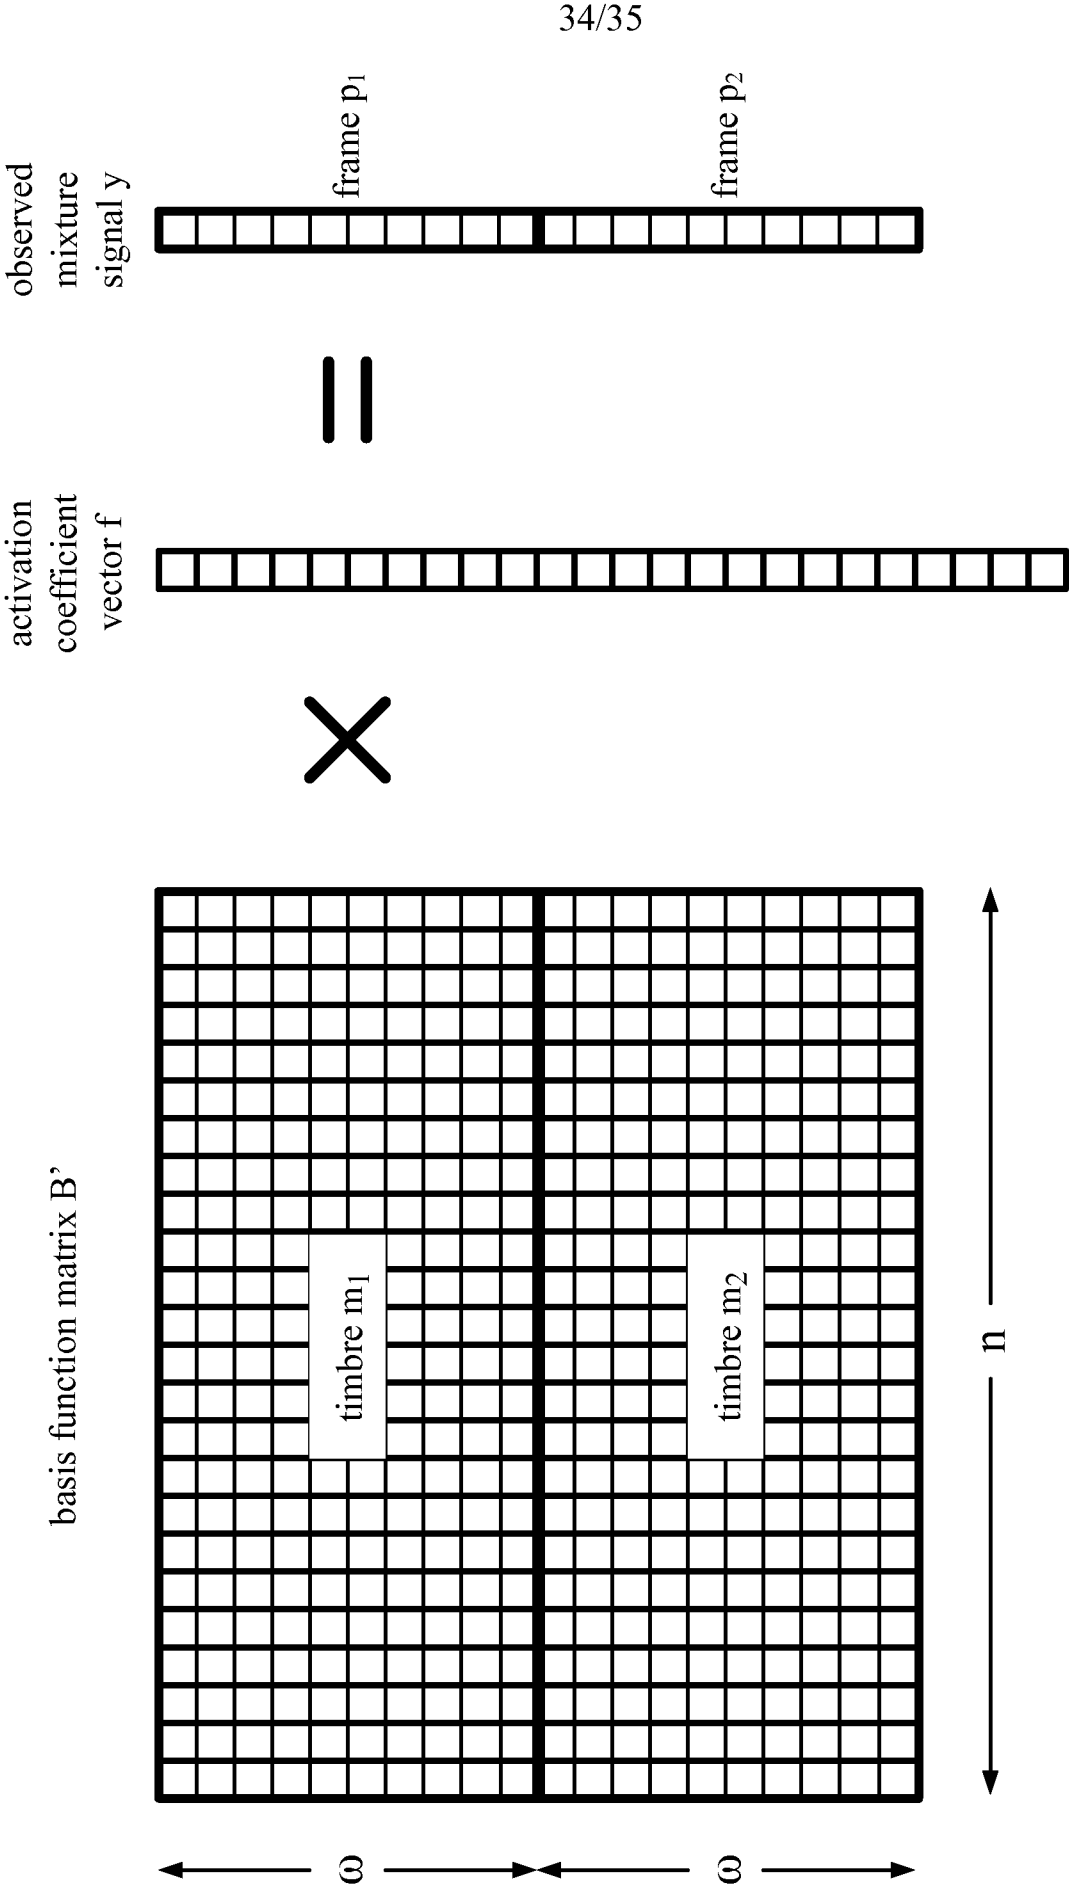 34/35
basis function matrix B’
activation
coefficient
vector f
observed
mixture
signal y
timbre m1
timbre m2
frame p1
frame p2
ω
ω
n